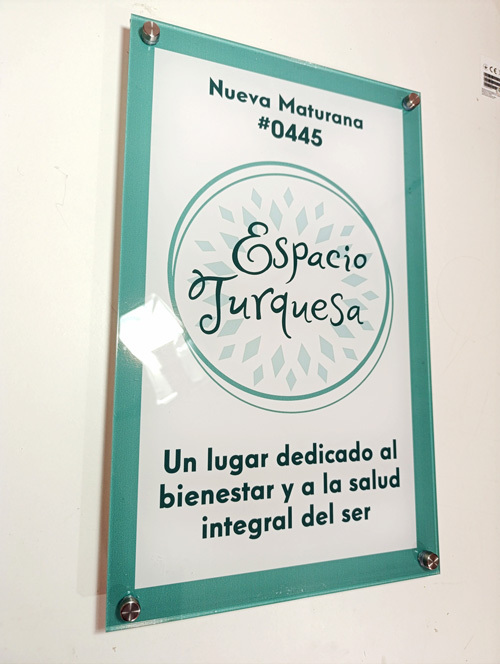 Nueva Maturana
#0445
Espacio
Turquesa
Un lugar dedicado al
bienestar y a la salud
integral del ser